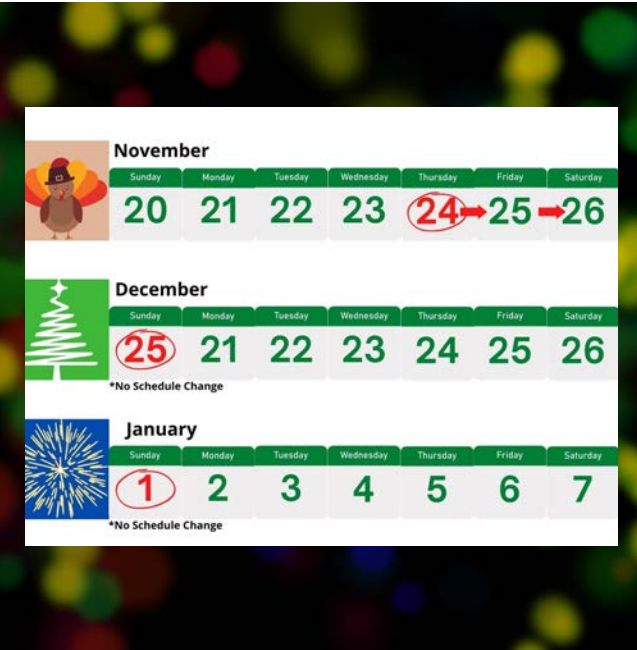 November
Sunday Monday Tuesday Wednesday Thursday Friday Saturday
20 21 22 23 24 25 26
December
Sunday Monday Tuesday Wednesday Thursday Friday Saturday
25 21 22 23 24 25 26
*No Schedule Change
January
Sunday Monday Tuesday Wednesday Thursday Friday Saturday
1 2 3 4 5 6 7
*No Schedule Change